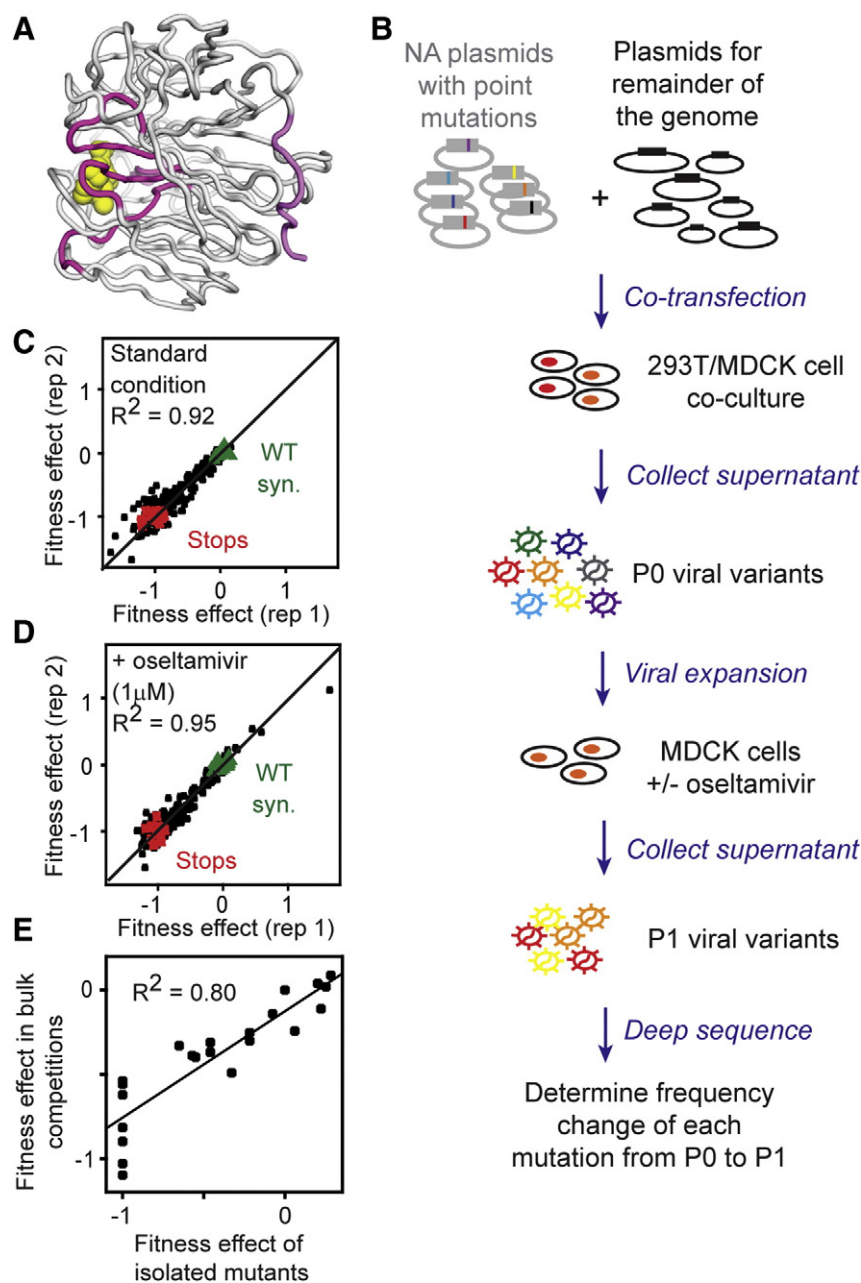 A
B
NA plasmids
with point
mutations
Plasmids for
remainder of
the genome
+
Co-transfection
293T/MDCK cell
co-culture
Collect supernatant
P0 viral variants
Viral expansion
MDCK cells
+/- oseltamivir
Collect supernatant
P1 viral variants
Deep sequence
Determine frequency
change of each
mutation from P0 to P1
C
Fitness effect (rep 2)
1
0
-1
Standard
condition
R² = 0.92
WT
syn.
Stops
-1 0 1
Fitness effect (rep 1)
D
Fitness effect (rep 2)
1
0
-1
+ oseltamivir
(1µM)
R² = 0.95
WT
syn.
Stops
-1 0 1
Fitness effect (rep 1)
E
Fitness effect in bulk
competitions
0
-1
R² = 0.80
-1 0
Fitness effect of
isolated mutants